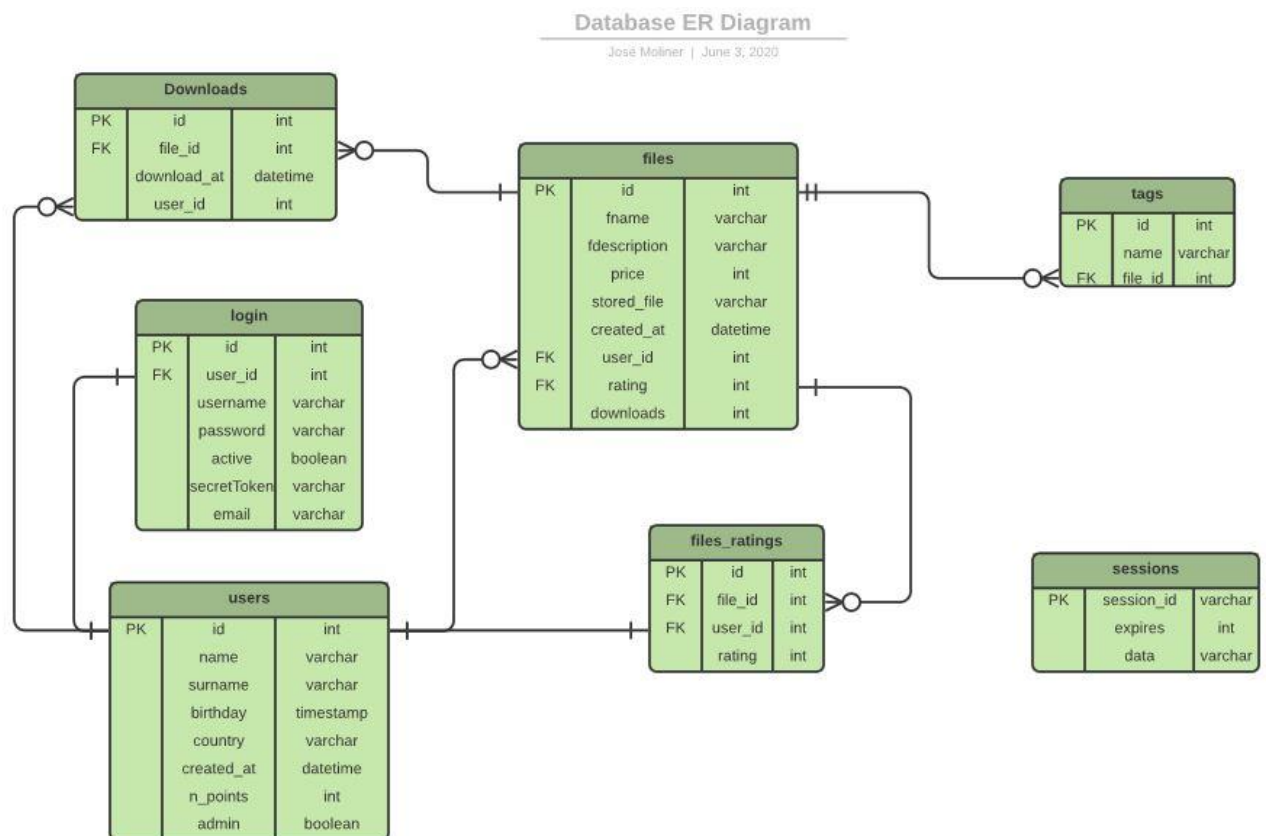 Database ER Diagram
José Moliner | June 3, 2020
Downloads
PK id int
FK file_id int
download_at datetime
user_id int
files
PK id int
fname varchar
fdescription varchar
price int
stored_file varchar
created_at datetime
FK user_id int
FK rating int
downloads int
tags
PK id int
name varchar
FK file_id int
login
PK id int
FK user_id int
username varchar
password varchar
active boolean
secretToken varchar
email varchar
files_ratings
PK id int
FK file_id int
FK user_id int
rating int
sessions
PK session_id varchar
expires int
data varchar
users
PK id int
name varchar
surname varchar
birthday timestamp
country varchar
created_at datetime
n_points int
admin boolean